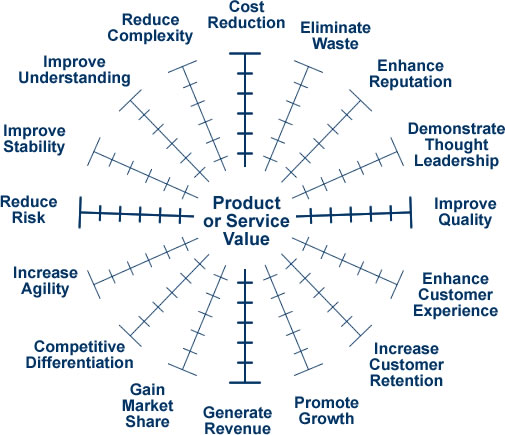 Cost
Reduction
Eliminate
Waste
Enhance
Reputation
Demonstrate
Thought
Leadership
Improve
Quality
Enhance
Customer
Experience
Increase
Customer
Retention
Promote
Growth
Generate
Revenue
Gain
Market
Share
Competitive
Differentiation
Increase
Agility
Reduce
Risk
Improve
Stability
Improve
Understanding
Reduce
Complexity
Product
or Service
Value